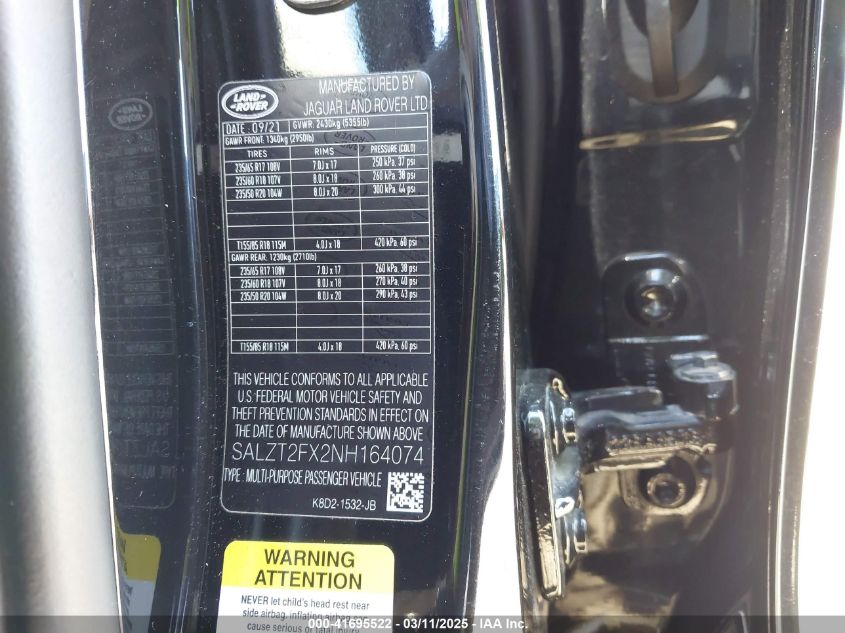 LAND ROVER
MANUFACTURED BY
JAGUAR LAND ROVER LTD
DATE 09/21 GVWR: 2430kg (5355lb)
GAWR FRONT: 1340kg (2950lb)
TIRES RIMS PRESSURE (COLD)
235/65 R17 108V 7.0J x 17 250 kPa, 37 psi
235/60 R18 107V 8.0J x 18 260 kPa, 38 psi
235/50 R20 104W 8.0J x 20 300 kPa, 44 psi
T155/85 R18 115M 4.0J x 18 420 kPa, 60 psi
GAWR REAR: 1230kg (2710lb)
235/65 R17 108V 7.0J x 17 260 kPa, 38 psi
235/60 R18 107V 8.0J x 18 270 kPa, 40 psi
235/50 R20 104W 8.0J x 20 290 kPa, 43 psi
T155/85 R18 115M 4.0J x 18 420 kPa, 60 psi
THIS VEHICLE CONFORMS TO ALL APPLICABLE
U.S. FEDERAL MOTOR VEHICLE SAFETY AND
THEFT PREVENTION STANDARDS IN EFFECT ON
THE DATE OF MANUFACTURE SHOWN ABOVE
SALZT2FX2NH164074
TYPE: MULTI-PURPOSE PASSENGER VEHICLE
K8D2-1532-JB
WARNING
ATTENTION
NEVER let child's head rest near
side airbag, inflation airbag
cause serious or fatal injury
#000-41695522 - 03/11/2025 - IAAI.COM